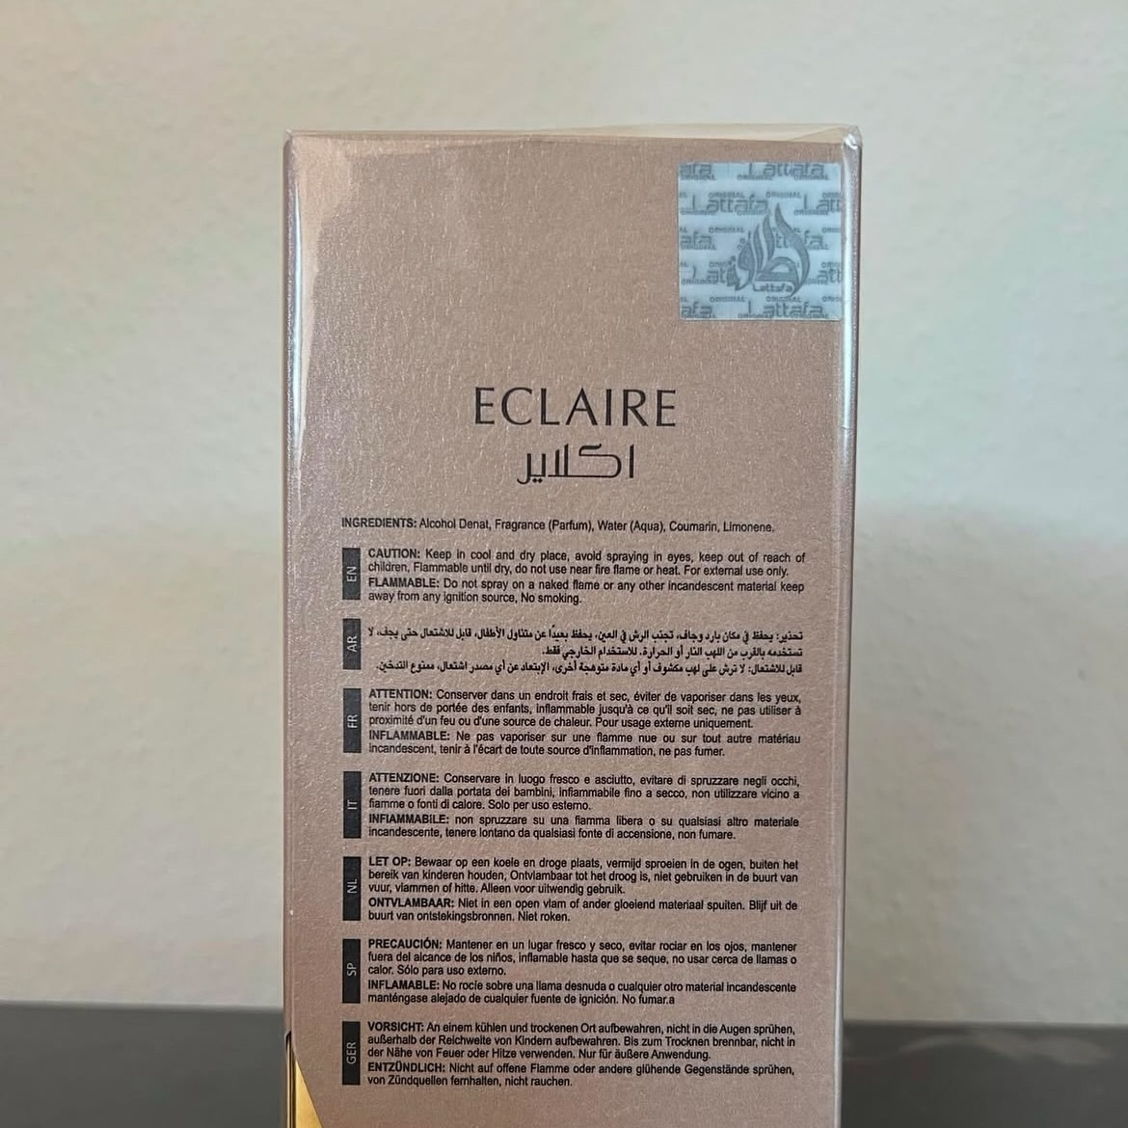 Lattafa
ORIGINAL
لطافة
Lattafa
ECLAIRE
اكلاير
INGREDIENTS: Alcohol Denat, Fragrance (Parfum), Water (Aqua), Coumarin, Limonene.
EN
CAUTION: Keep in cool and dry place, avoid spraying in eyes, keep out of reach of
children, Flammable until dry, do not use near fire flame or heat. For external use only.
FLAMMABLE: Do not spray on a naked flame or any other incandescent material keep
away from any ignition source, No smoking.
AR
تحذير: يحفظ في مكان بارد وجاف، تجنب الرش في العين، يحفظ بعيدًا عن متناول الأطفال، قابل للاشتعال حتى يجف، لا
تستخدمه بالقرب من اللهب النار أو الحرارة. للاستخدام الخارجي فقط.
قابل للاشتعال: لا ترش على لهب مكشوف أو أي مادة متوهجة أخرى، الإبتعاد عن أي مصدر اشتعال، ممنوع التدخين.
FR
ATTENTION: Conserver dans un endroit frais et sec, éviter de vaporiser dans les yeux,
tenir hors de portée des enfants, inflammable jusqu'à ce qu'il soit sec, ne pas utiliser à
proximité d'un feu ou d'une source de chaleur. Pour usage externe uniquement.
INFLAMMABLE: Ne pas vaporiser sur une flamme nue ou sur tout autre matériau
incandescent, tenir à l'écart de toute source d'inflammation, ne pas fumer.
IT
ATTENZIONE: Conservare in luogo fresco e asciutto, evitare di spruzzare negli occhi,
tenere fuori dalla portata dei bambini, infiammabile fino a secco, non utilizzare vicino a
fiamme o fonti di calore. Solo per uso esterno.
INFIAMMABILE: non spruzzare su una fiamma libera o su qualsiasi altro materiale
incandescente, tenere lontano da qualsiasi fonte di accensione, non fumare.
NL
LET OP: Bewaar op een koele en droge plaats, vermijd sproeien in de ogen, buiten het
bereik van kinderen houden, Ontvlambaar tot het droog is, niet gebruiken in de buurt van
vuur, vlammen of hitte. Alleen voor uitwendig gebruik.
ONTVLAMBAAR: Niet in een open vlam of ander gloeiend materiaal spuiten. Blijf uit de
buurt van ontstekingsbronnen. Niet roken.
SP
PRECAUCIÓN: Mantener en un lugar fresco y seco, evitar rociar en los ojos, mantener
fuera del alcance de los niños, inflamable hasta que se seque, no usar cerca de llamas o
calor. Sólo para uso externo.
INFLAMABLE: No rocíe sobre una llama desnuda o cualquier otro material incandescente
manténgase alejado de cualquier fuente de ignición. No fumar.a
GER
VORSICHT: An einem kühlen und trockenen Ort aufbewahren, nicht in die Augen sprühen,
außerhalb der Reichweite von Kindern aufbewahren. Bis zum Trocknen brennbar, nicht in
der Nähe von Feuer oder Hitze verwenden. Nur für äußere Anwendung.
ENTZÜNDLICH: Nicht auf offene Flamme oder andere glühende Gegenstände sprühen,
von Zündquellen fernhalten, nicht rauchen.